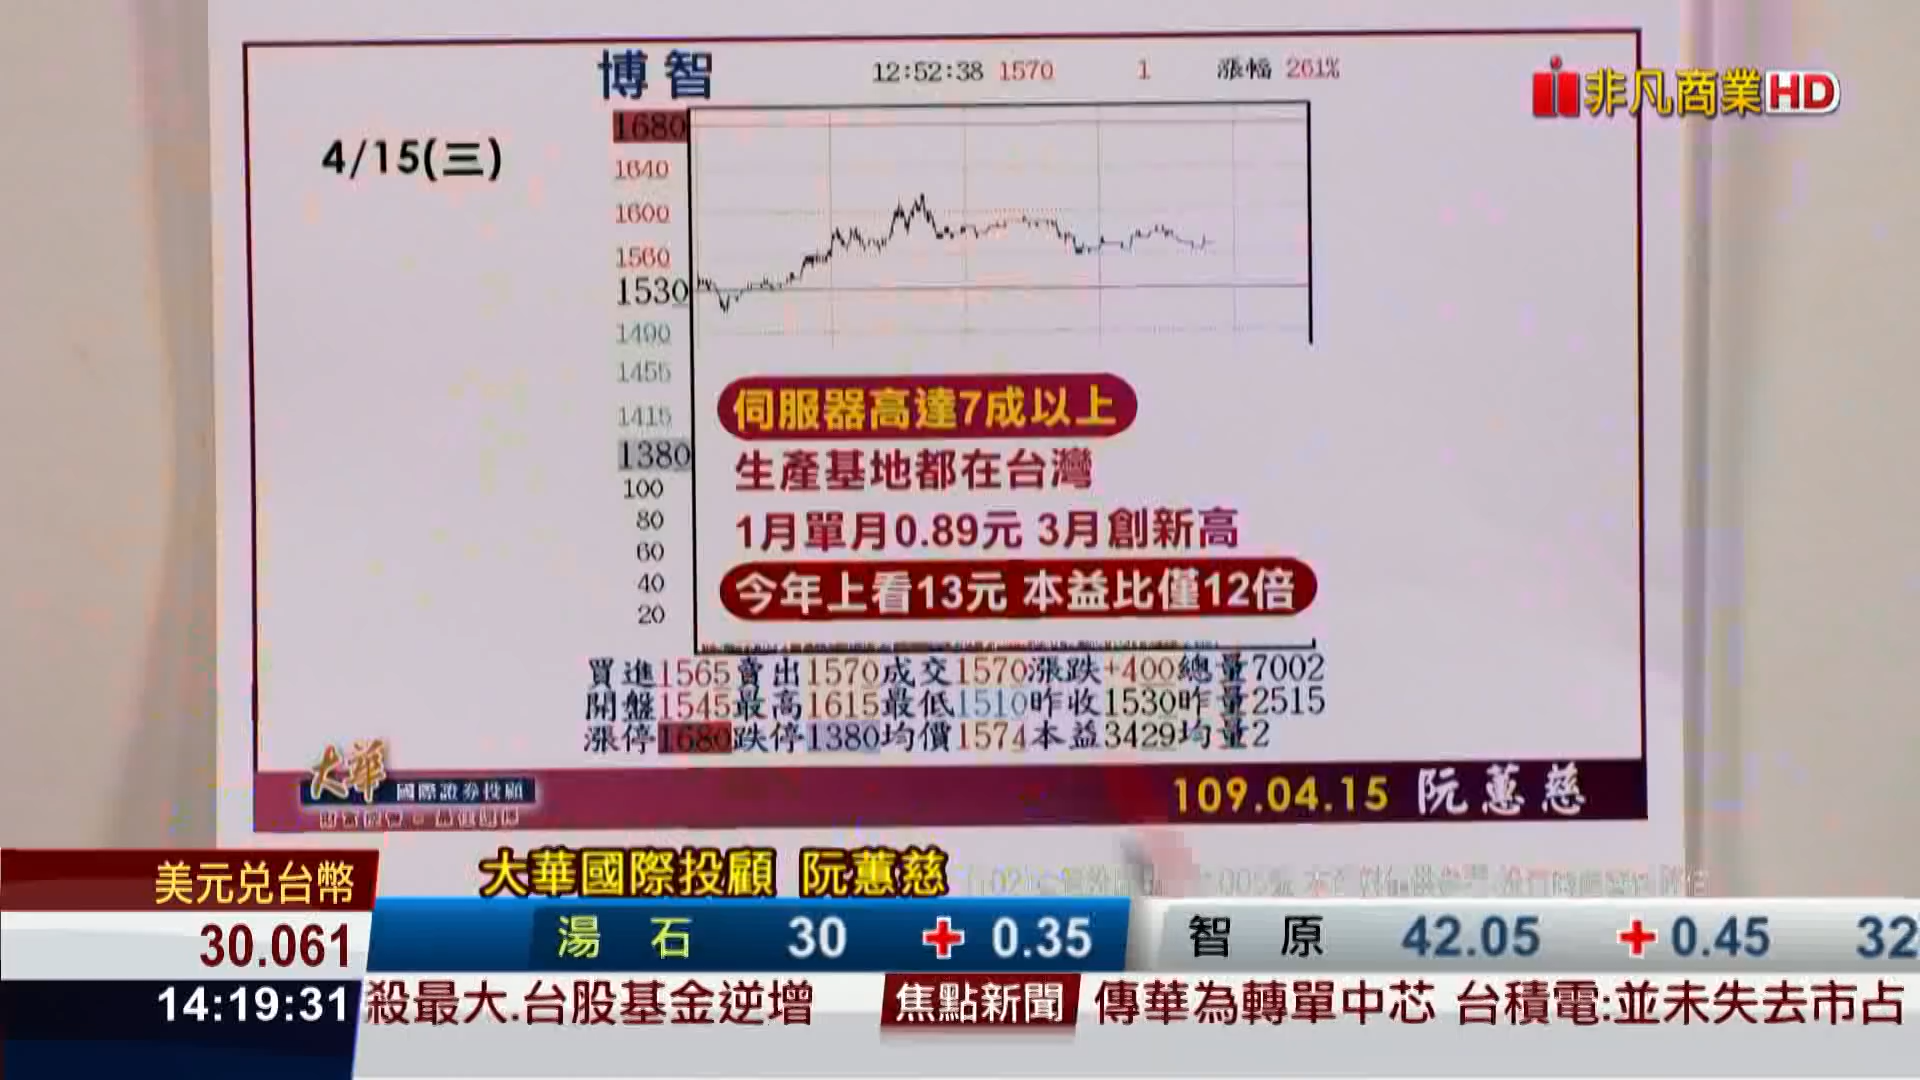 博智
12:52:38 1570 1 漲幅 261%
非凡商業HD
4/15(三)
1680
1640
1600
1560
1530
1490
1455
1415
1380
100
80
60
40
20
伺服器高達7成以上
生產基地都在台灣
1月單月0.89元 3月創新高
今年上看13元 本益比僅12倍
買進1565賣出1570成交1570漲跌+400總量7002
開盤1545最高1615最低1510昨收1530昨量2515
漲停1680跌停1380均價1574本益3429均量2
大華國際證券投顧
109.04.15 阮蕙慈
大華國際投顧 阮蕙慈
美元兌台幣
30.061
湯石 30 + 0.35
智原 42.05 + 0.45 32
14:19:31
殺最大.台股基金逆增 焦點新聞 傳華為轉單中芯 台積電:並未失去市占